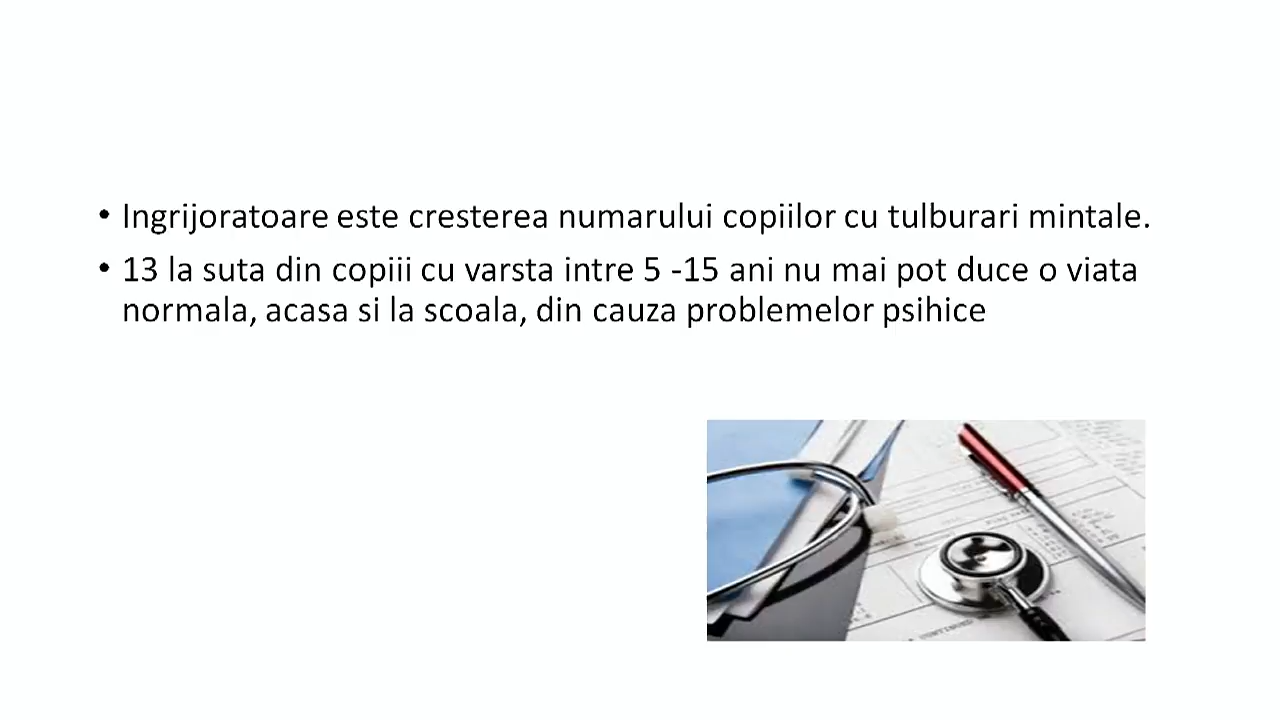 • Ingrijoratoare este cresterea numarului copiilor cu tulburari mintale.
• 13 la suta din copiii cu varsta intre 5 -15 ani nu mai pot duce o viata
normala, acasa si la scoala, din cauza problemelor psihice